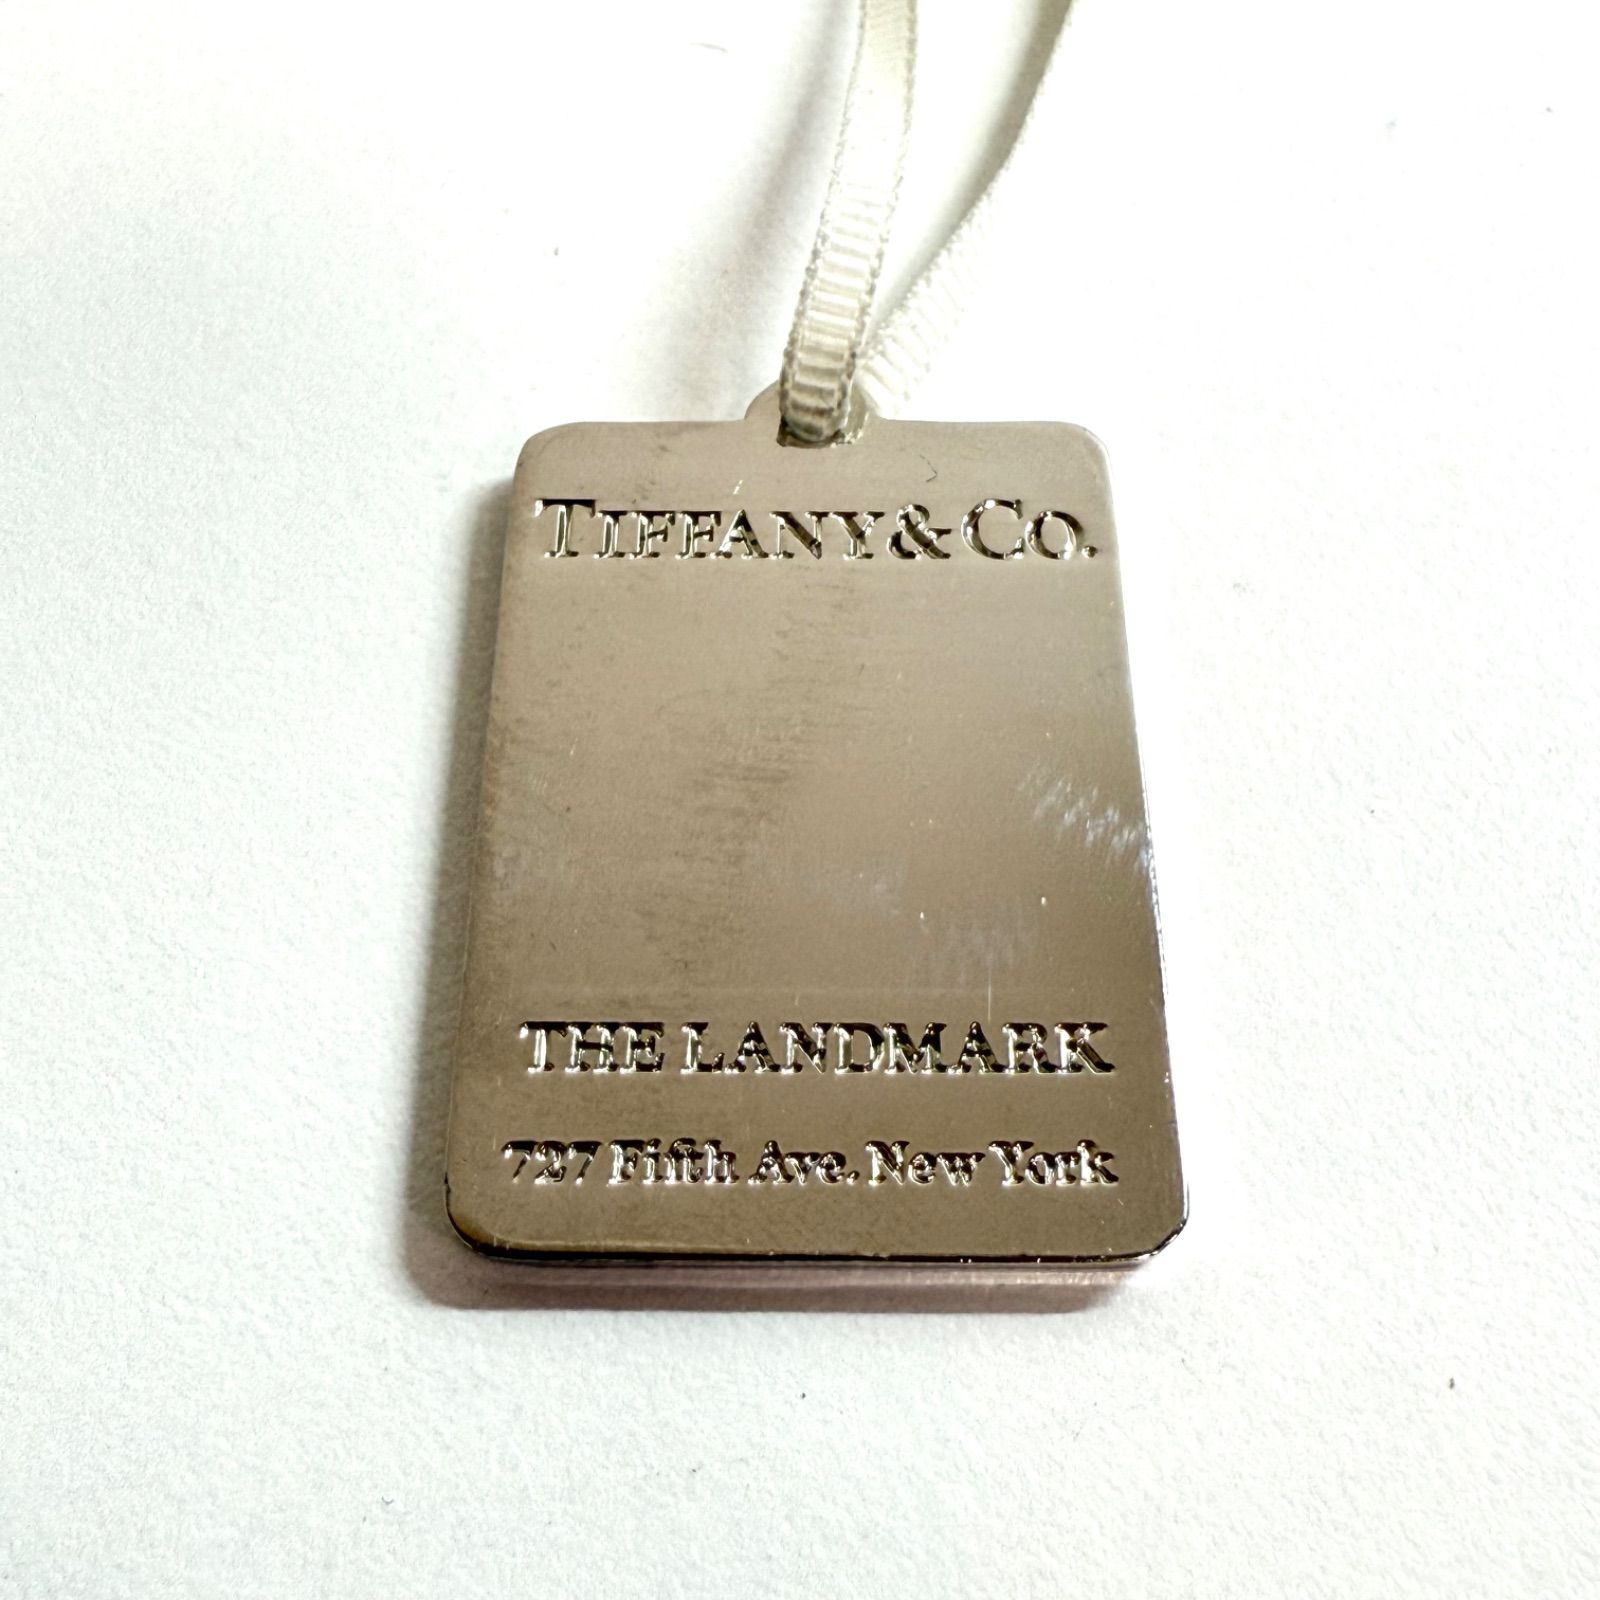 TIFFANY & CO.
THE LANDMARK
727 Fifth Ave. New York